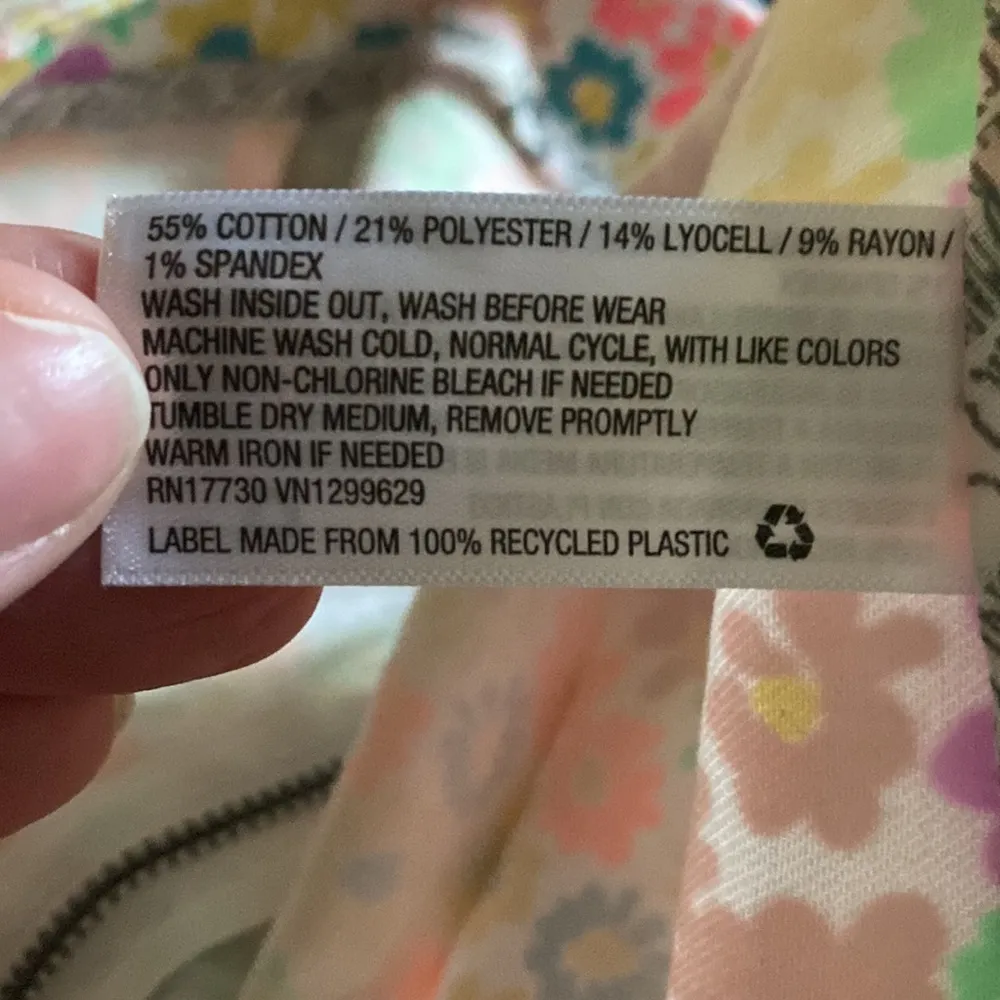 55% COTTON / 21% POLYESTER / 14% LYOCELL / 9% RAYON /
1% SPANDEX
WASH INSIDE OUT, WASH BEFORE WEAR
MACHINE WASH COLD, NORMAL CYCLE, WITH LIKE COLORS
ONLY NON-CHLORINE BLEACH IF NEEDED
TUMBLE DRY MEDIUM, REMOVE PROMPTLY
WARM IRON IF NEEDED
RN17730 VN1299629
LABEL MADE FROM 100% RECYCLED PLASTIC